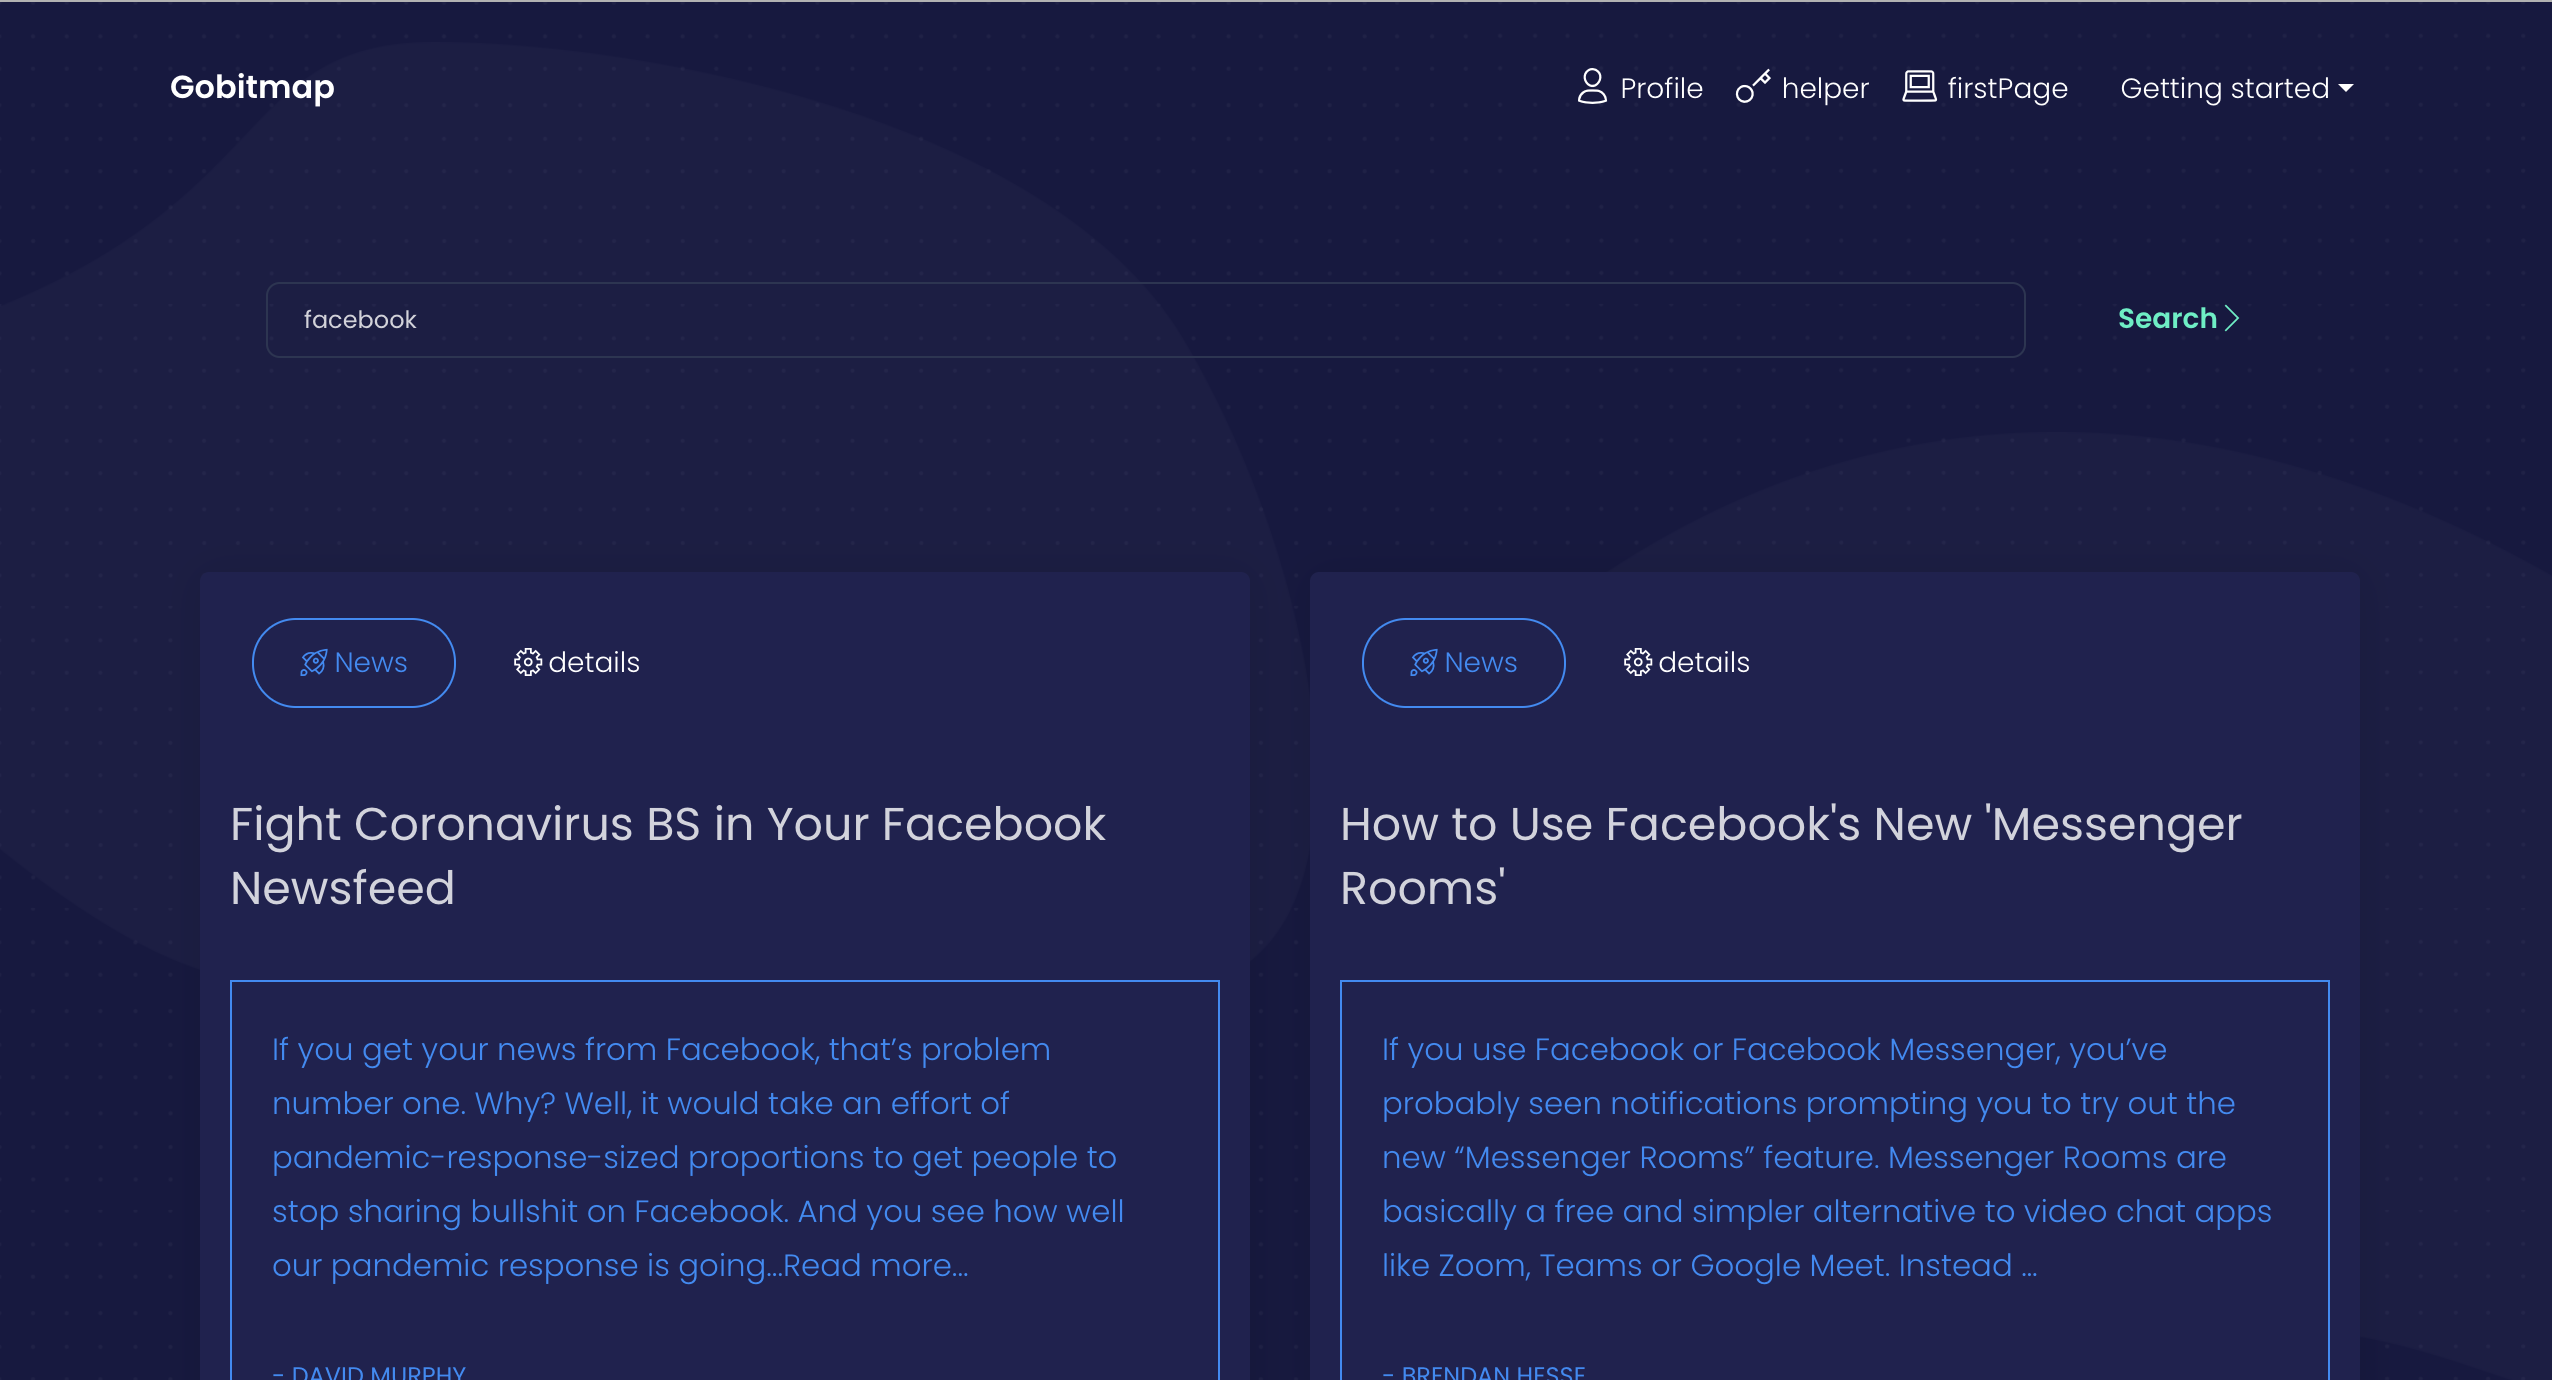 Gobitmap
Profile helper firstPage Getting started
facebook
Search
News details
Fight Coronavirus BS in Your Facebook
Newsfeed
If you get your news from Facebook, that’s problem
number one. Why? Well, it would take an effort of
pandemic-response-sized proportions to get people to
stop sharing bullshit on Facebook. And you see how well
our pandemic response is going...Read more...
- DAVID MURPHY
News details
How to Use Facebook's New 'Messenger
Rooms'
If you use Facebook or Facebook Messenger, you’ve
probably seen notifications prompting you to try out the
new “Messenger Rooms” feature. Messenger Rooms are
basically a free and simpler alternative to video chat apps
like Zoom, Teams or Google Meet. Instead ...
- BRENDAN HESSE